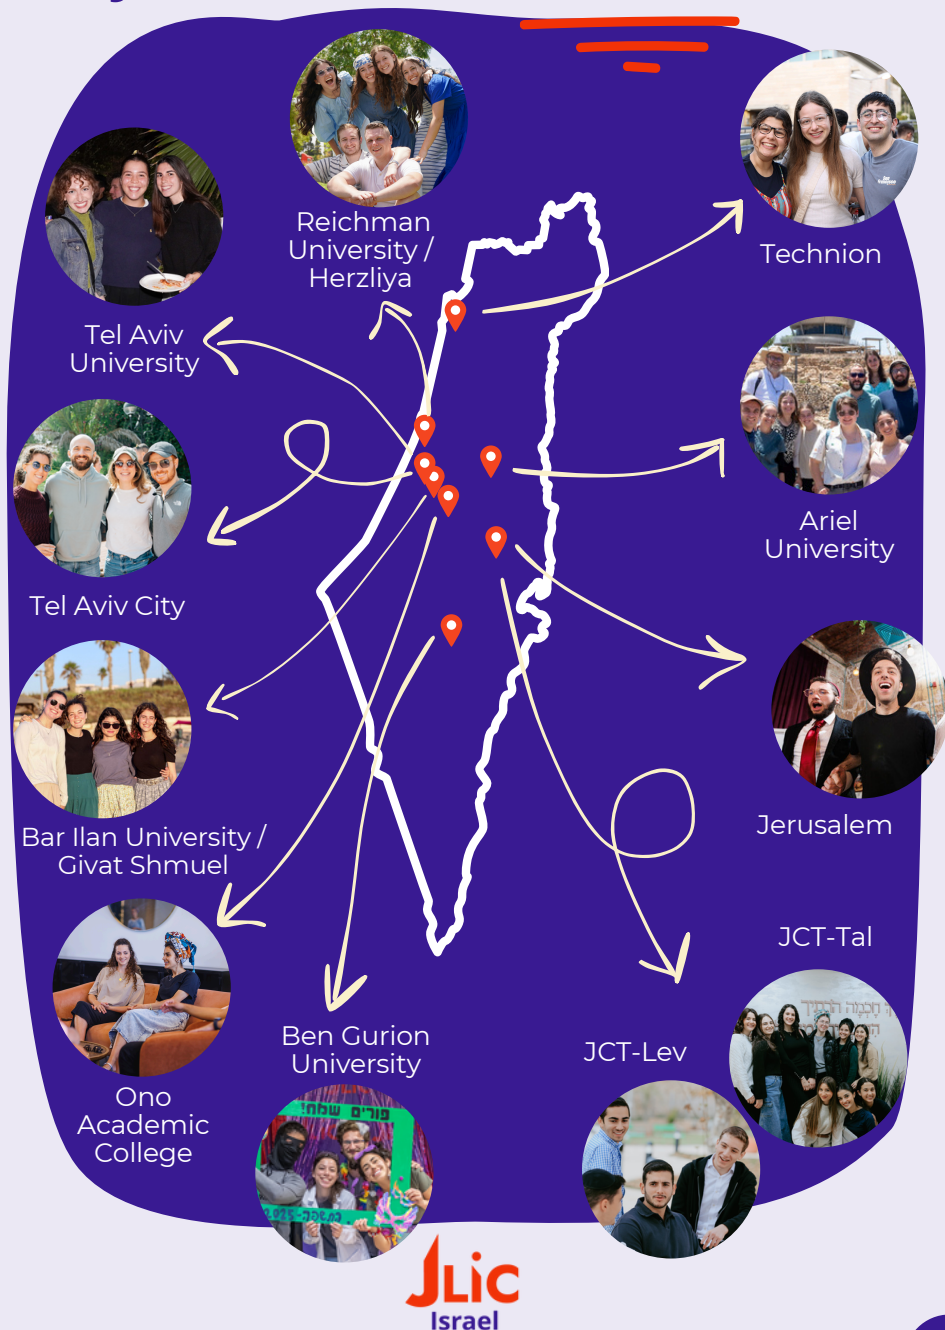 Reichman
University /
Herzliya
Technion
Tel Aviv
University
Ariel
University
Tel Aviv City
Jerusalem
Bar Ilan University /
Givat Shmuel
JCT-Tal
Ben Gurion
University
JCT-Lev
Ono
Academic
College
פורים שמח!
2025-
JLIC
Israel